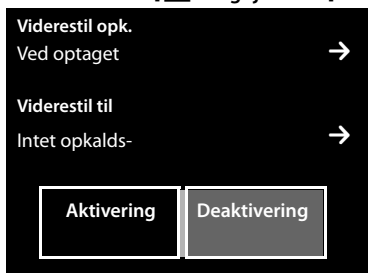 Viderestil opk.
Ved optaget
Viderestil til
Intet opkalds-
Aktivering Deaktivering